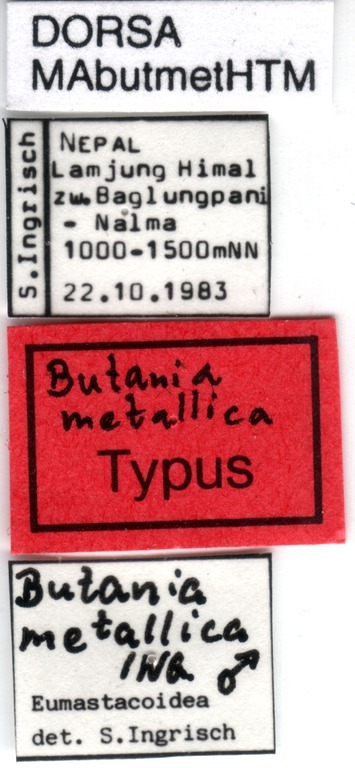 DORSA
MAbutmetHTM
S.Ingrisch
NEPAL
Lamjung Himal
zw. Baglungpani
- Nalma
1000-1500mNN
22.10.1983
Butania
metallica
Typus
Butania
metallica
ING ♂
Eumastacoidea
det. S.Ingrisch